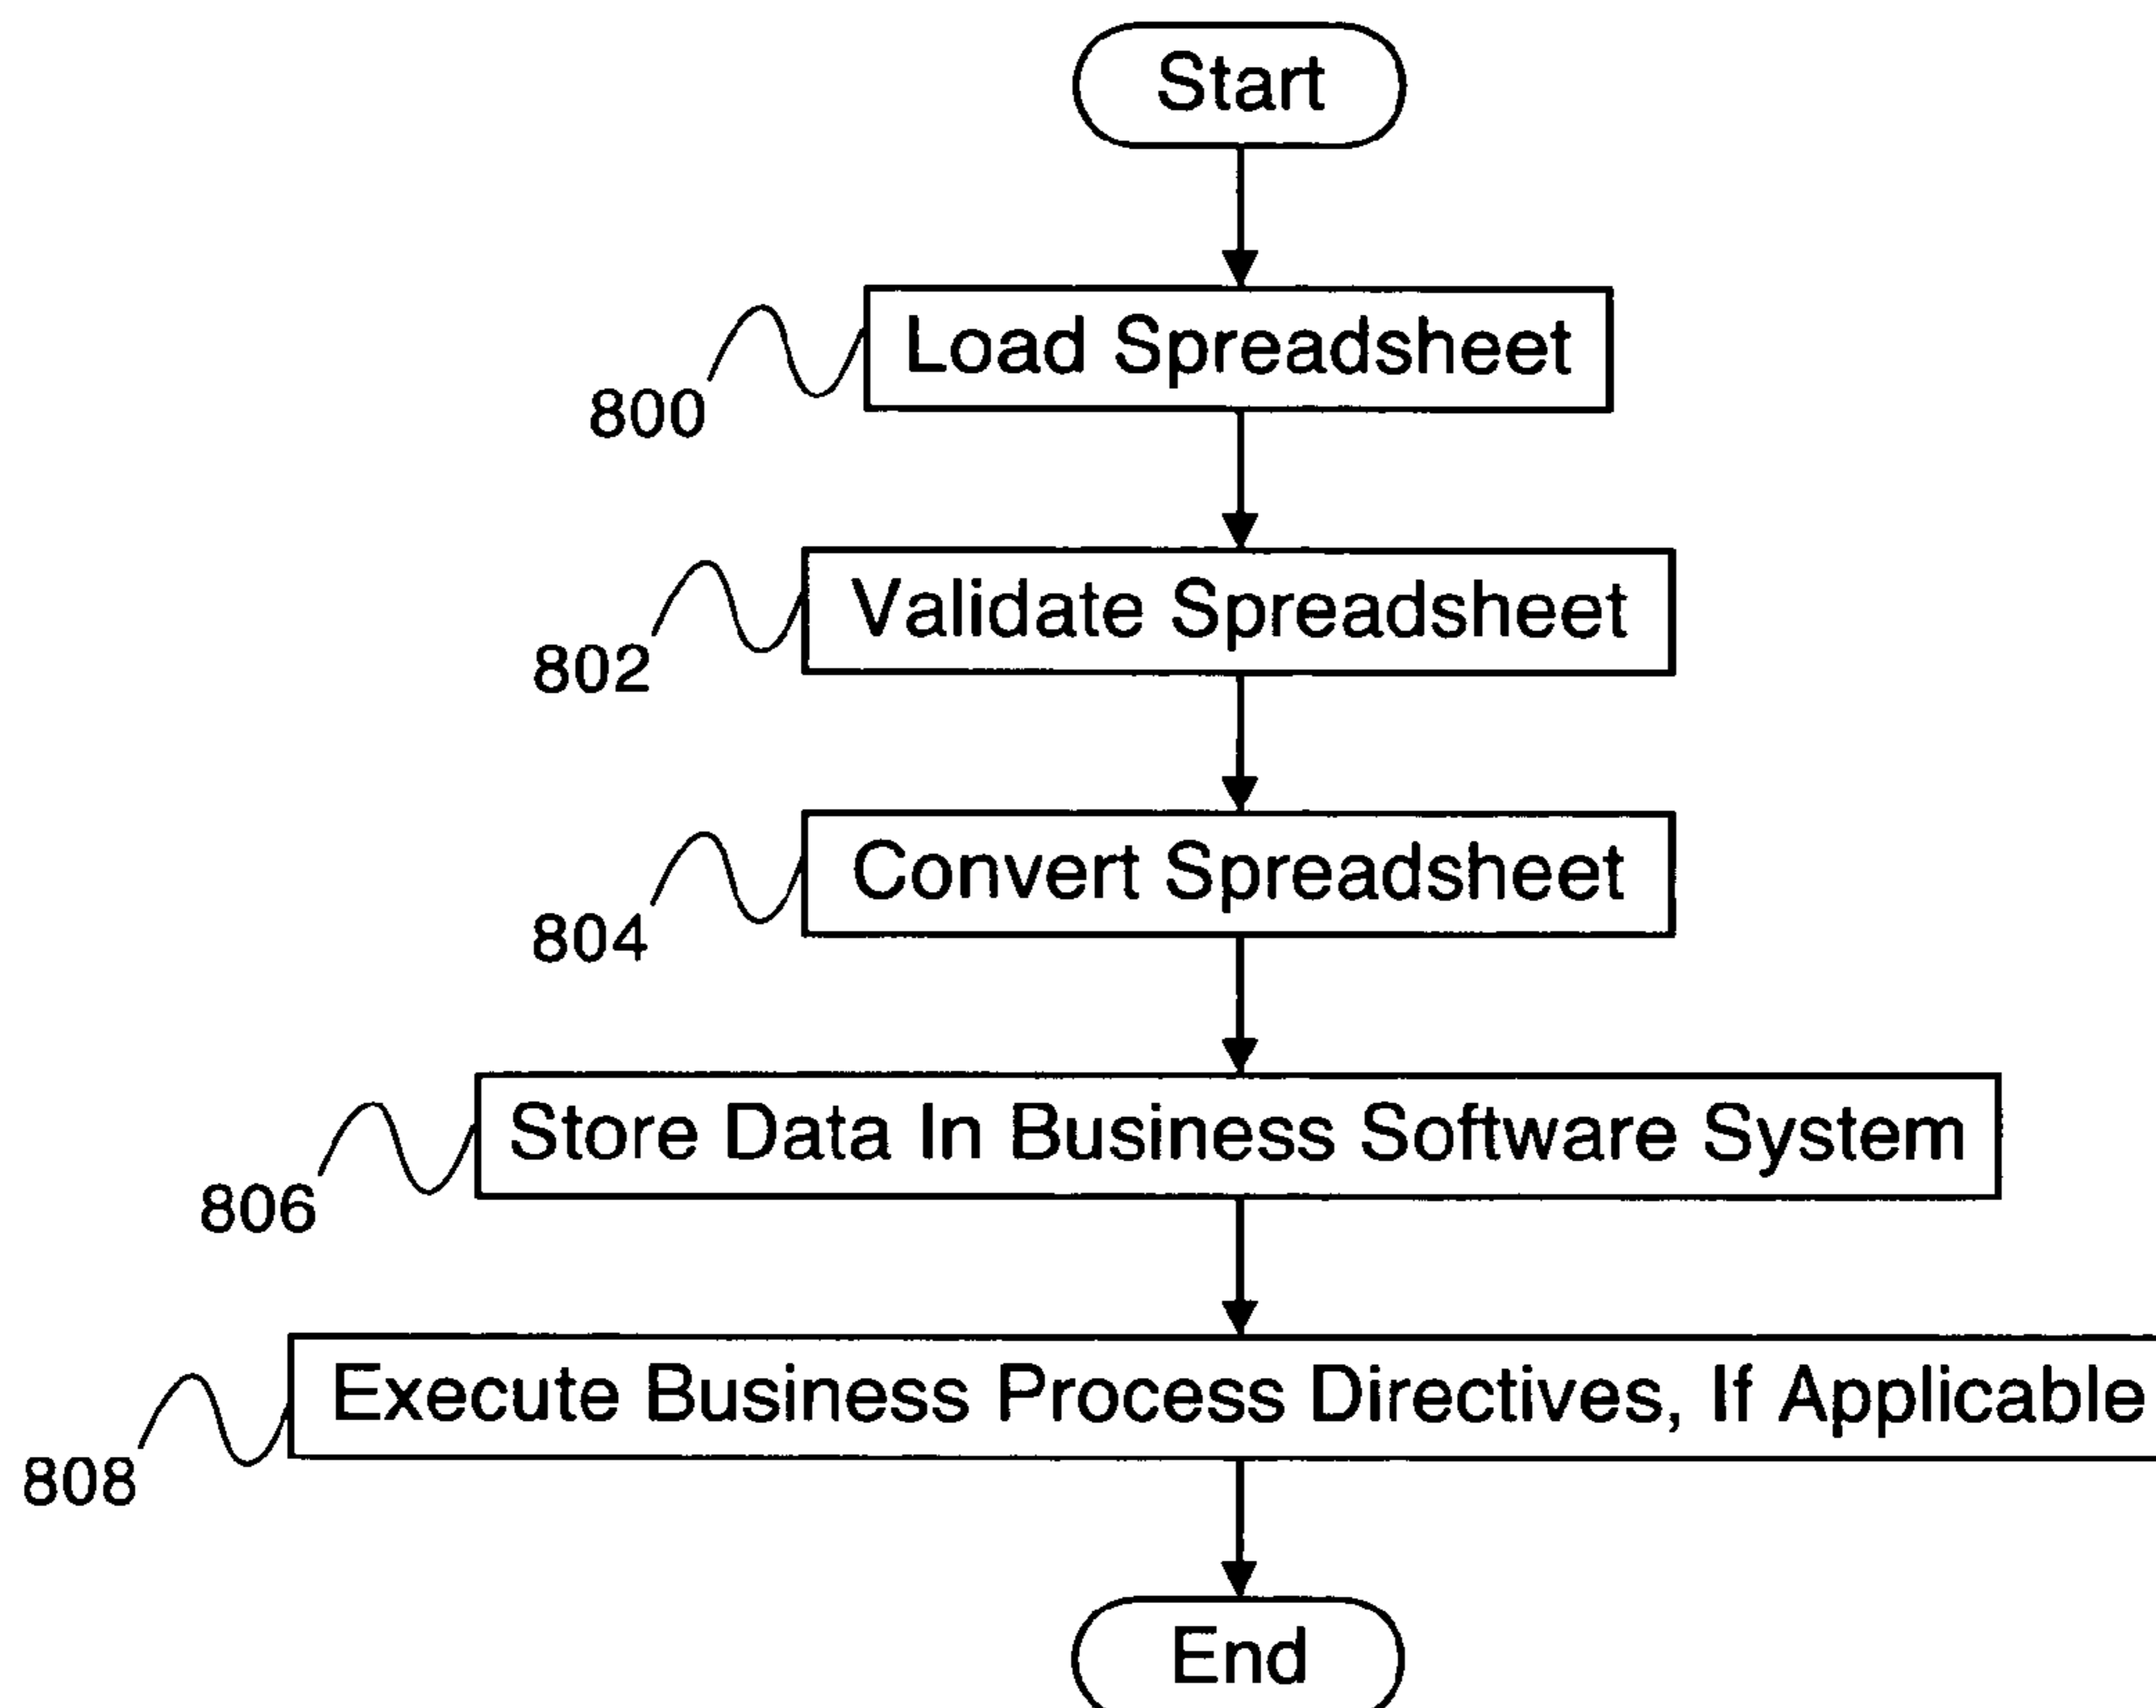 Start
Load Spreadsheet
800
Validate Spreadsheet
802
Convert Spreadsheet
804
Store Data In Business Software System
806
Execute Business Process Directives, If Applicable
808
End